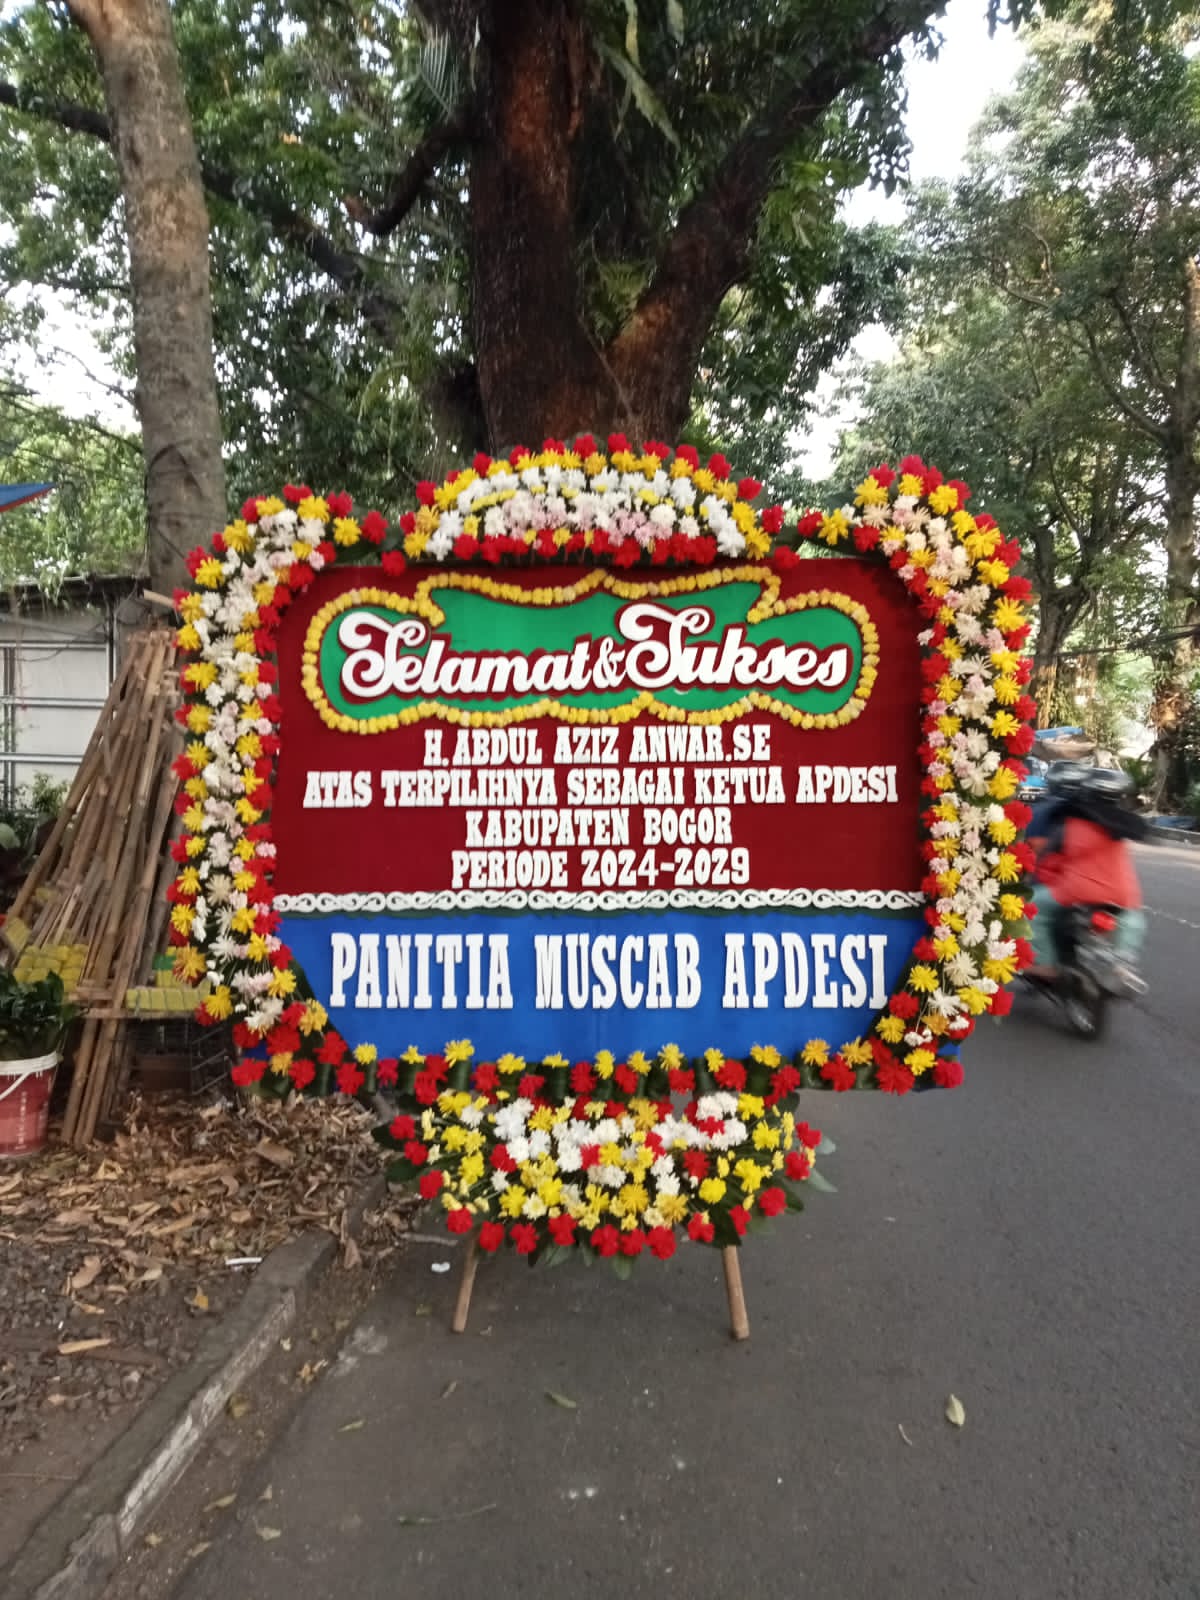 Selamat & Sukses
H. ABDUL AZIZ ANWAR.SE
ATAS TERPILIHNYA SEBAGAI KETUA APDESI
KABUPATEN BOGOR
PERIODE 2024-2029
PANITIA MUSCAB APDESI